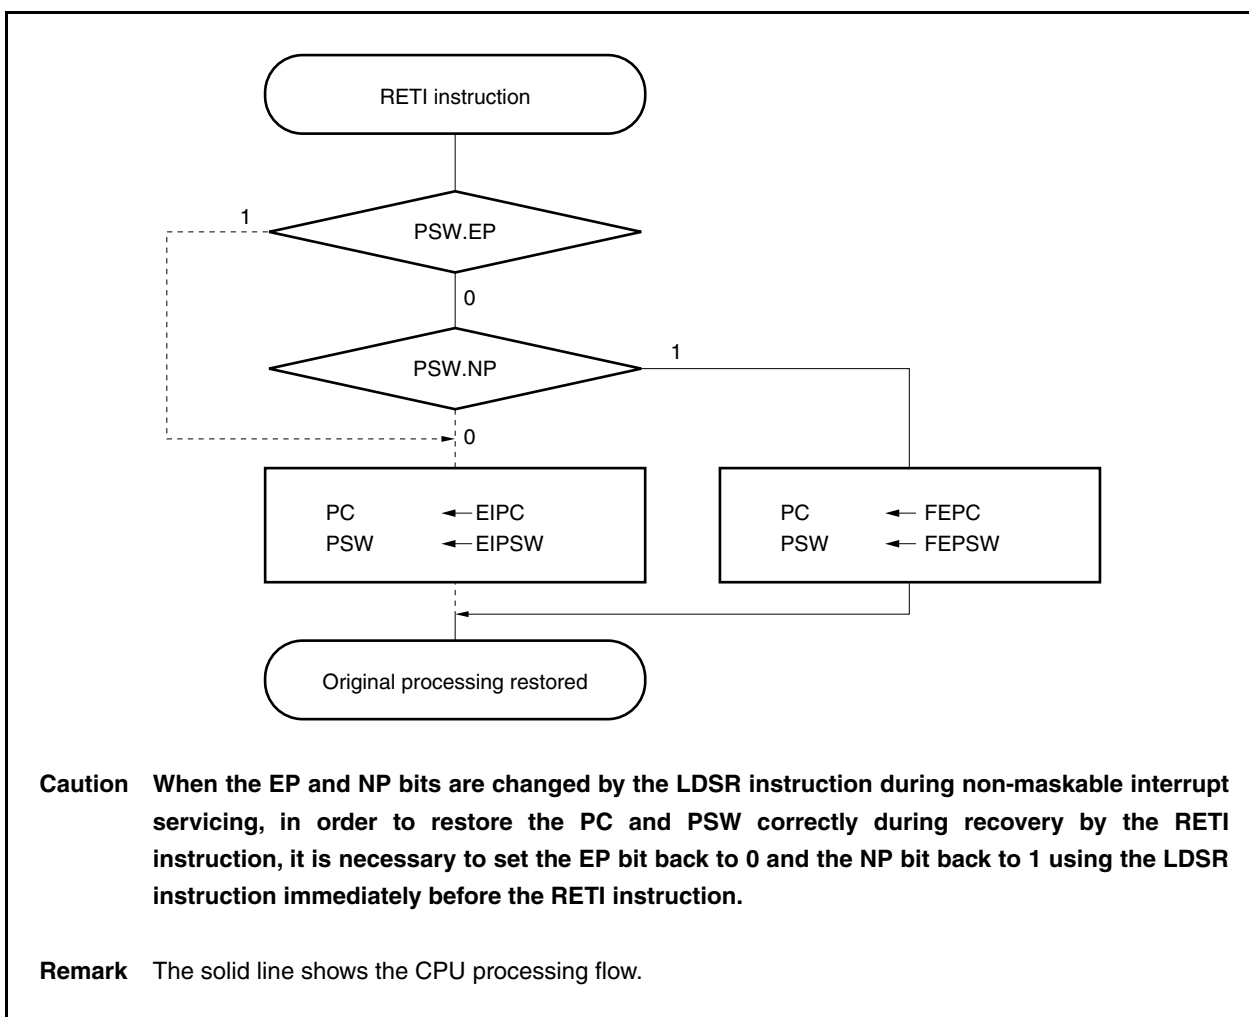 RETI instruction
1
PSW.EP
0
PSW.NP
1
0
PC ← EIPC
PSW ← EIPSW
PC ← FEPC
PSW ← FEPSW
Original processing restored
Caution When the EP and NP bits are changed by the LDSR instruction during non-maskable interrupt
servicing, in order to restore the PC and PSW correctly during recovery by the RETI
instruction, it is necessary to set the EP bit back to 0 and the NP bit back to 1 using the LDSR
instruction immediately before the RETI instruction.
Remark The solid line shows the CPU processing flow.